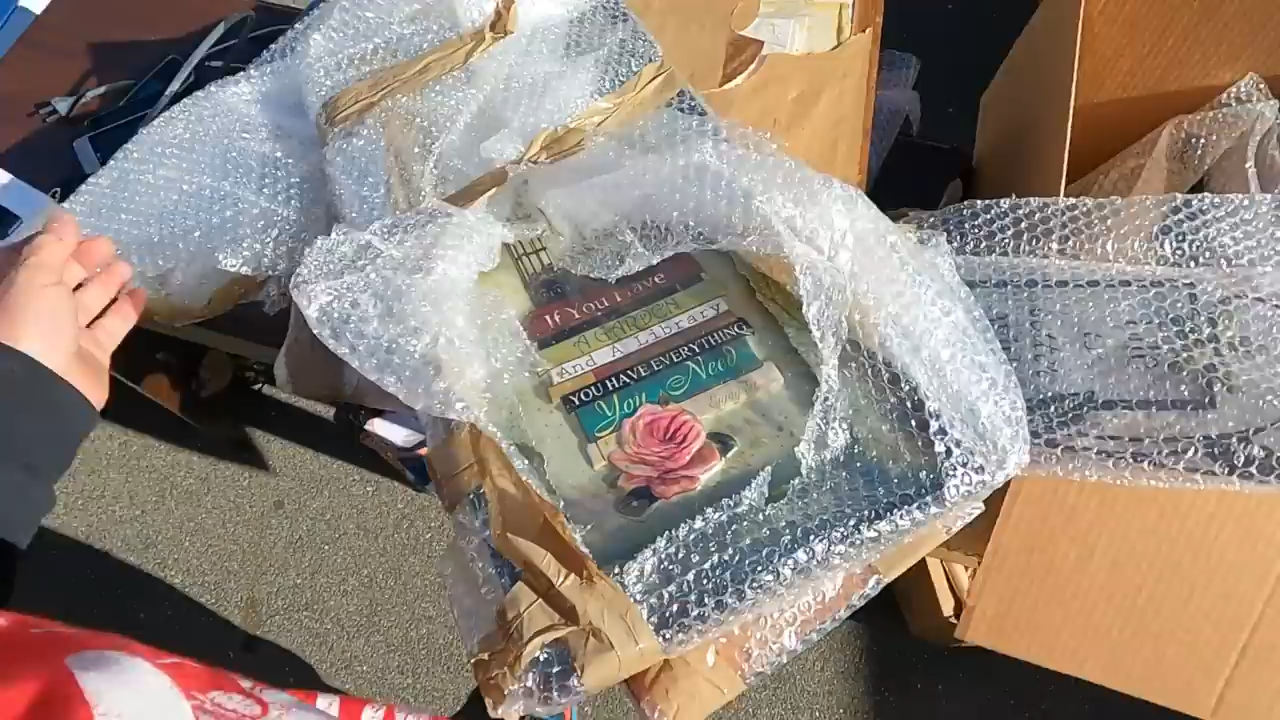 If You Have
A GARDEN
And A Library
YOU HAVE EVERYTHING
You Need